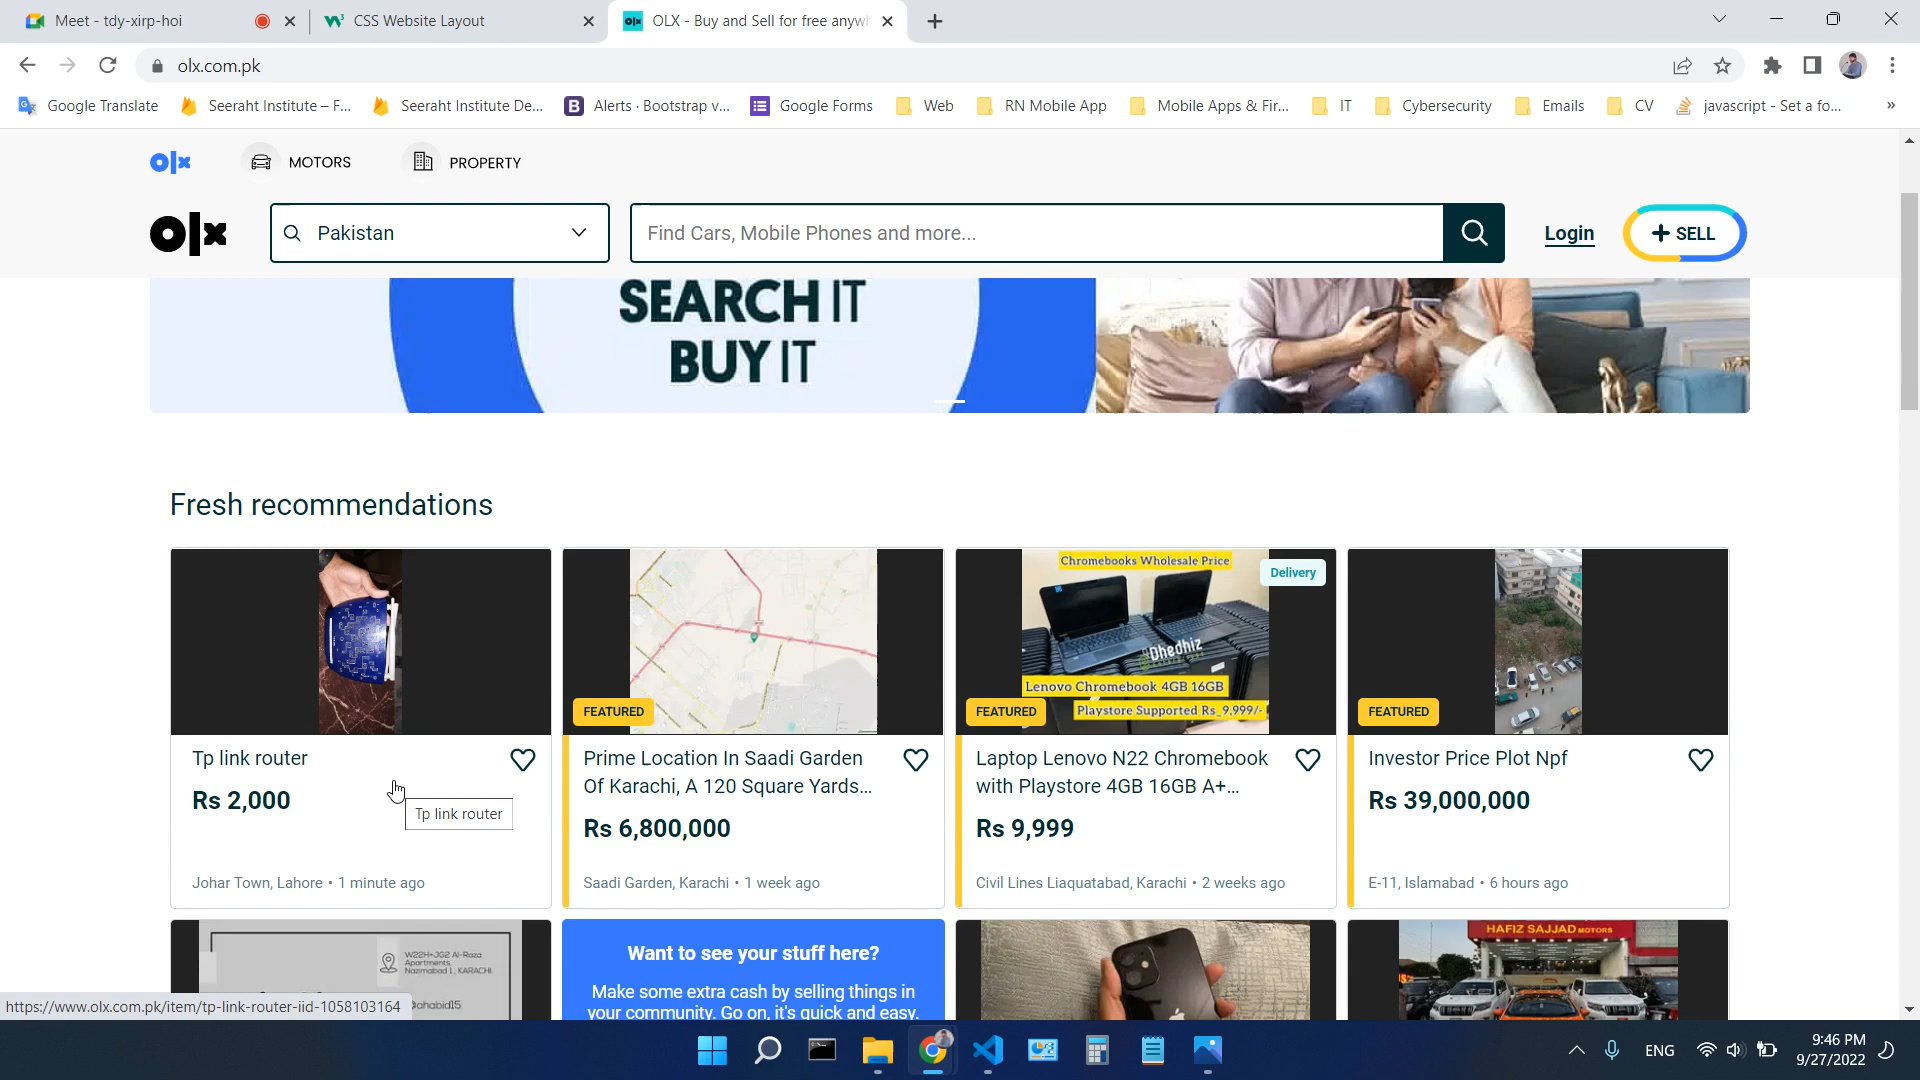 Meet - tdy-xirp-hoi
CSS Website Layout
OLX - Buy and Sell for free anywh
olx.com.pk
Google Translate
Seeraht Institute – F...
Seeraht Institute De...
Alerts · Bootstrap v...
Google Forms
Web
RN Mobile App
Mobile Apps & Fir...
IT
Cybersecurity
Emails
CV
javascript - Set a fo...
»
olx
MOTORS
PROPERTY
olx
Pakistan
Find Cars, Mobile Phones and more...
Login
+ SELL
SEARCH IT
BUY IT
Fresh recommendations
Tp link router
Rs 2,000
Tp link router
Johar Town, Lahore • 1 minute ago
FEATURED
Prime Location In Saadi Garden
Of Karachi, A 120 Square Yards...
Rs 6,800,000
Saadi Garden, Karachi • 1 week ago
Chromebooks Wholesale Price
Delivery
@Dhedhiz
Lenovo Chromebook 4GB 16GB
Playstore Supported Rs_9,999/-
FEATURED
Laptop Lenovo N22 Chromebook
with Playstore 4GB 16GB A+...
Rs 9,999
Civil Lines Liaquatabad, Karachi • 2 weeks ago
FEATURED
Investor Price Plot Npf
Rs 39,000,000
E-11, Islamabad • 6 hours ago
W22H+JG2 Al-Raza
Apartments,
Nazimabad 1, KARACHI.
@ahabid15
Want to see your stuff here?
Make some extra cash by selling things in
your community. Go on, it's quick and easy.
HAFIZ SAJJAD MOTORS
https://www.olx.com.pk/item/tp-link-router-iid-1058103164
ENG
9:46 PM
9/27/2022